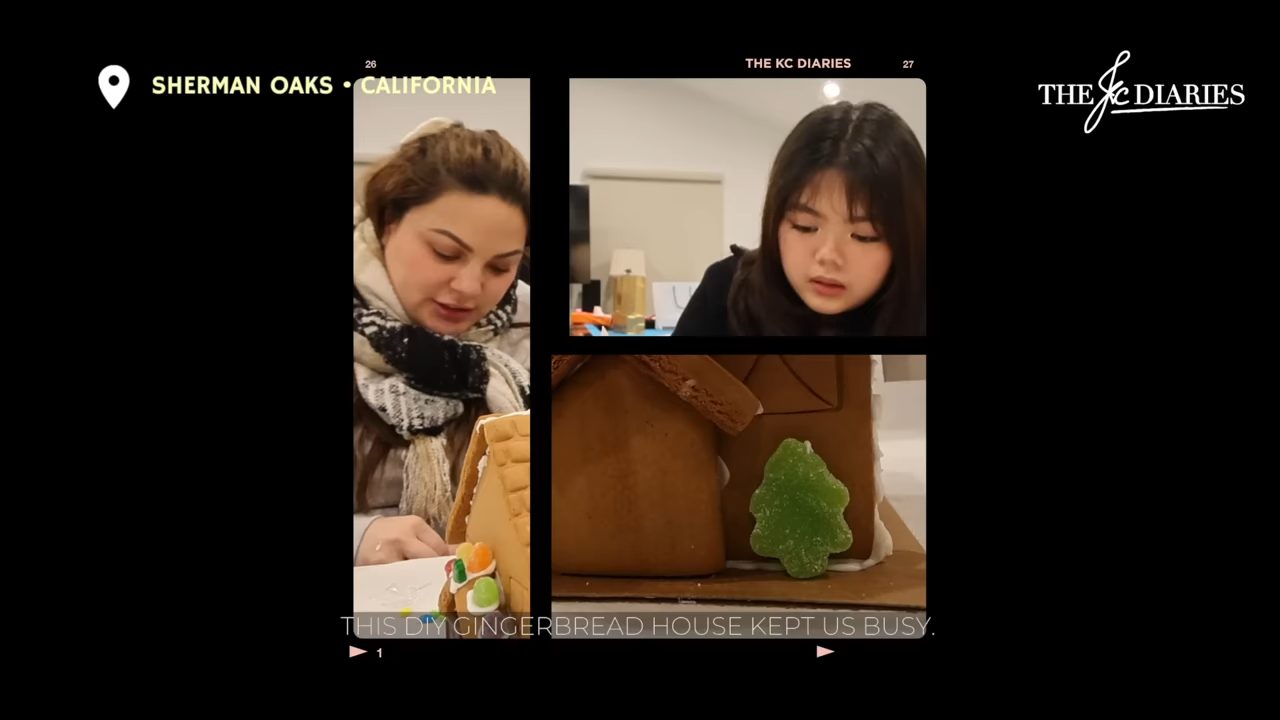 26
THE KC DIARIES
27
SHERMAN OAKS • CALIFORNIA
THE KC DIARIES
THIS DIY GINGERBREAD HOUSE KEPT US BUSY.
1